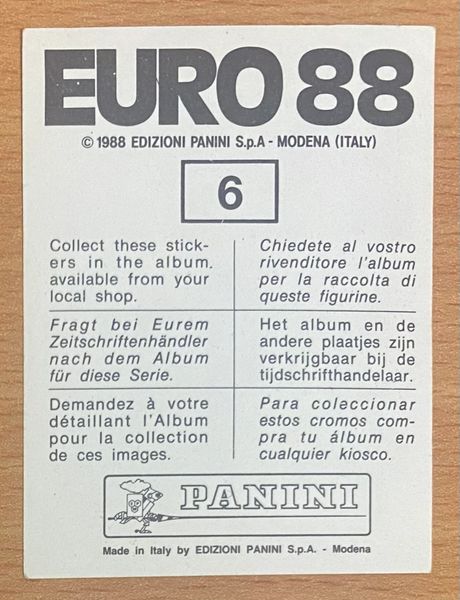 EURO 88
© 1988 EDIZIONI PANINI S.p.A - MODENA (ITALY)
6
Collect these stick-
ers in the album.
available from your
local shop.
Chiedete al vostro
rivenditore l'album
per la raccolta di
queste figurine.
Fragt bei Eurem
Zeitschriftenhändler
nach dem Album
für diese Serie.
Het album en de
andere plaatjes zijn
verkrijgbaar bij de
tijdschrifthandelaar.
Demandez à votre
détaillant l'Album
pour la collection
de ces images.
Para coleccionar
estos cromos com-
pra tu álbum en
cualquier kiosco.
PANINI
Made in Italy by EDIZIONI PANINI S.p.A. - Modena